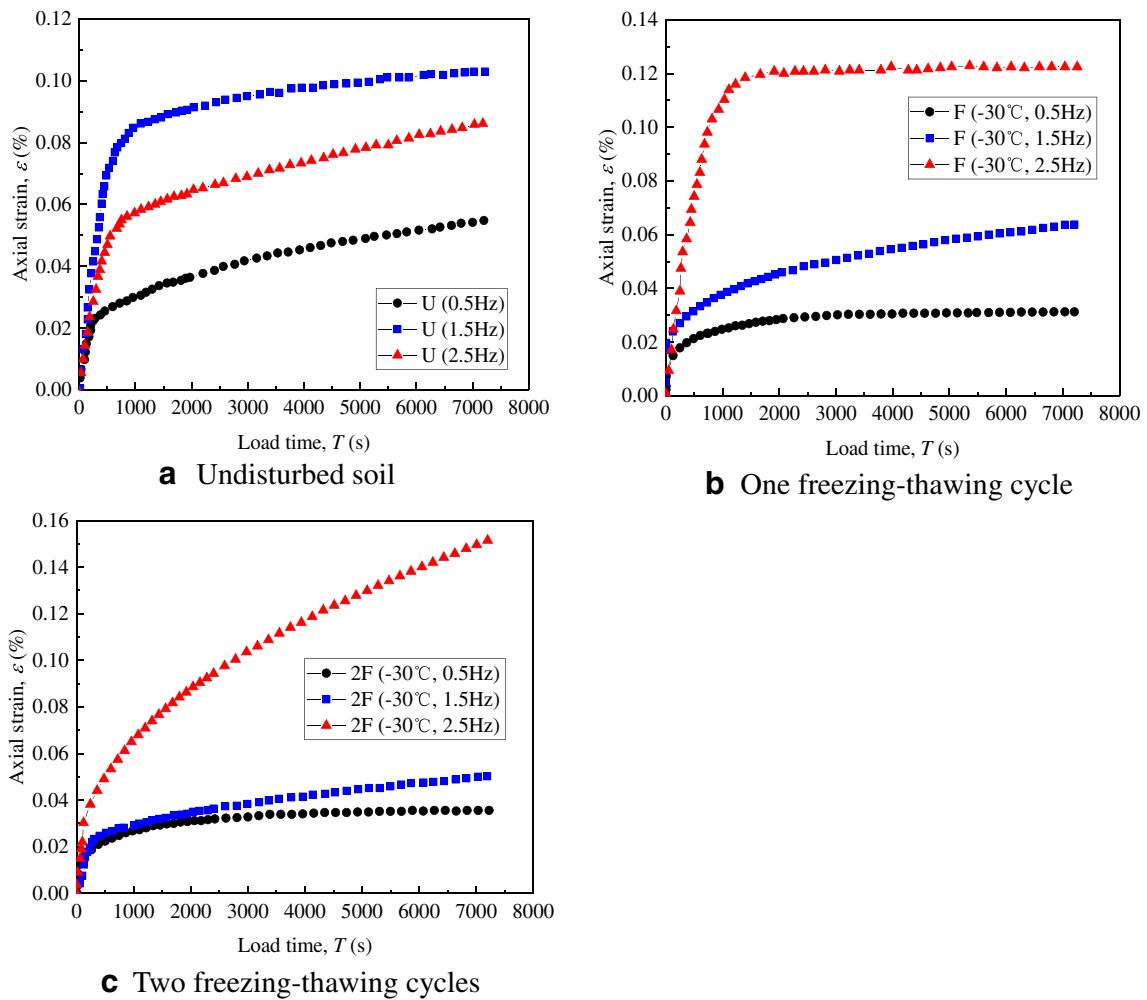 0.12
0.10
0.08
0.06
0.04
0.02
0.00
Axial strain, ε (%)
U (0.5Hz)
U (1.5Hz)
U (2.5Hz)
0 1000 2000 3000 4000 5000 6000 7000 8000
Load time, T (s)
a Undisturbed soil
0.14
0.12
0.10
0.08
0.06
0.04
0.02
0.00
Axial strain, ε (%)
F (-30℃, 0.5Hz)
F (-30℃, 1.5Hz)
F (-30℃, 2.5Hz)
0 1000 2000 3000 4000 5000 6000 7000 8000
Load time, T (s)
b One freezing-thawing cycle
0.16
0.14
0.12
0.10
0.08
0.06
0.04
0.02
0.00
Axial strain, ε (%)
2F (-30℃, 0.5Hz)
2F (-30℃, 1.5Hz)
2F (-30℃, 2.5Hz)
0 1000 2000 3000 4000 5000 6000 7000 8000
Load time, T (s)
c Two freezing-thawing cycles